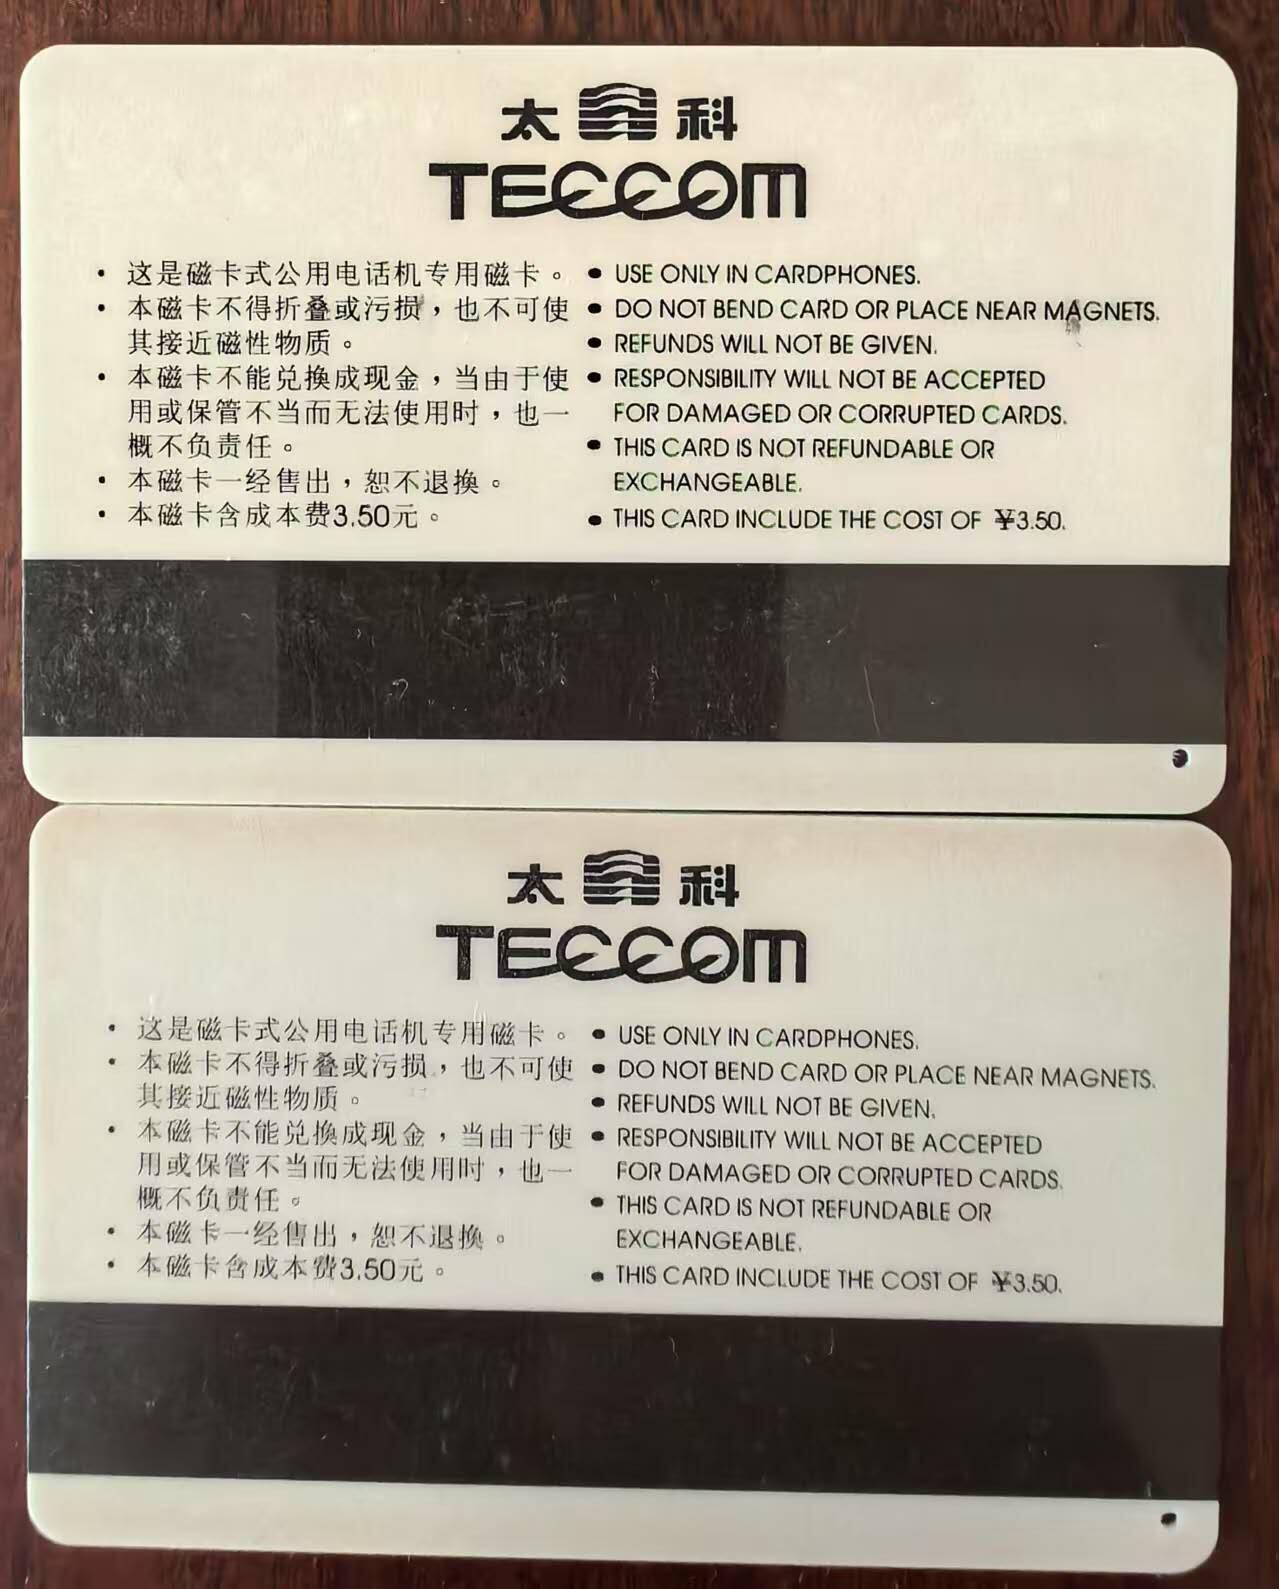 太 科
TECCOM
· 这是磁卡式公用电话机专用磁卡。
· 本磁卡不得折叠或污损，也不可使
其接近磁性物质。
· 本磁卡不能兑换成现金，当由于使
用或保管不当而无法使用时，也一
概不负责任。
· 本磁卡一经售出，恕不退换。
· 本磁卡含成本费3.50元。
● USE ONLY IN CARDPHONES.
● DO NOT BEND CARD OR PLACE NEAR MAGNETS.
● REFUNDS WILL NOT BE GIVEN.
● RESPONSIBILITY WILL NOT BE ACCEPTED
FOR DAMAGED OR CORRUPTED CARDS.
● THIS CARD IS NOT REFUNDABLE OR
EXCHANGEABLE.
● THIS CARD INCLUDE THE COST OF ¥3.50.
太 科
TECCOM
· 这是磁卡式公用电话机专用磁卡。
· 本磁卡不得折叠或污损，也不可使
其接近磁性物质。
· 本磁卡不能兑换成现金，当由于使
用或保管不当而无法使用时，也一
概不负责任。
· 本磁卡一经售出，恕不退换。
· 本磁卡含成本费3.50元。
● USE ONLY IN CARDPHONES.
● DO NOT BEND CARD OR PLACE NEAR MAGNETS.
● REFUNDS WILL NOT BE GIVEN.
● RESPONSIBILITY WILL NOT BE ACCEPTED
FOR DAMAGED OR CORRUPTED CARDS.
● THIS CARD IS NOT REFUNDABLE OR
EXCHANGEABLE.
● THIS CARD INCLUDE THE COST OF ¥3.50.